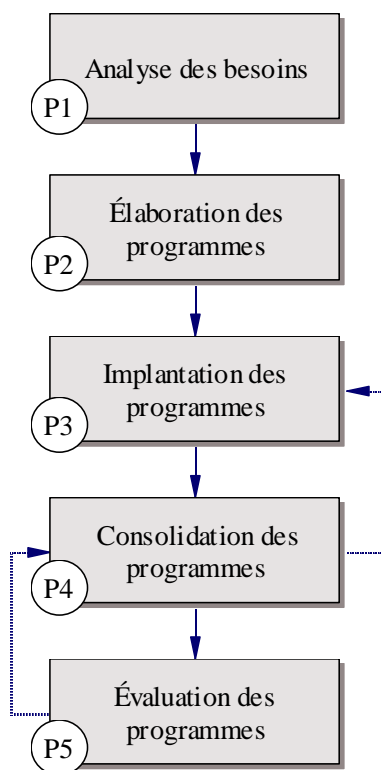 Analyse des besoins
P1
Élaboration des
programmes
P2
Implantation des
programmes
P3
Consolidation des
programmes
P4
Évaluation des
programmes
P5